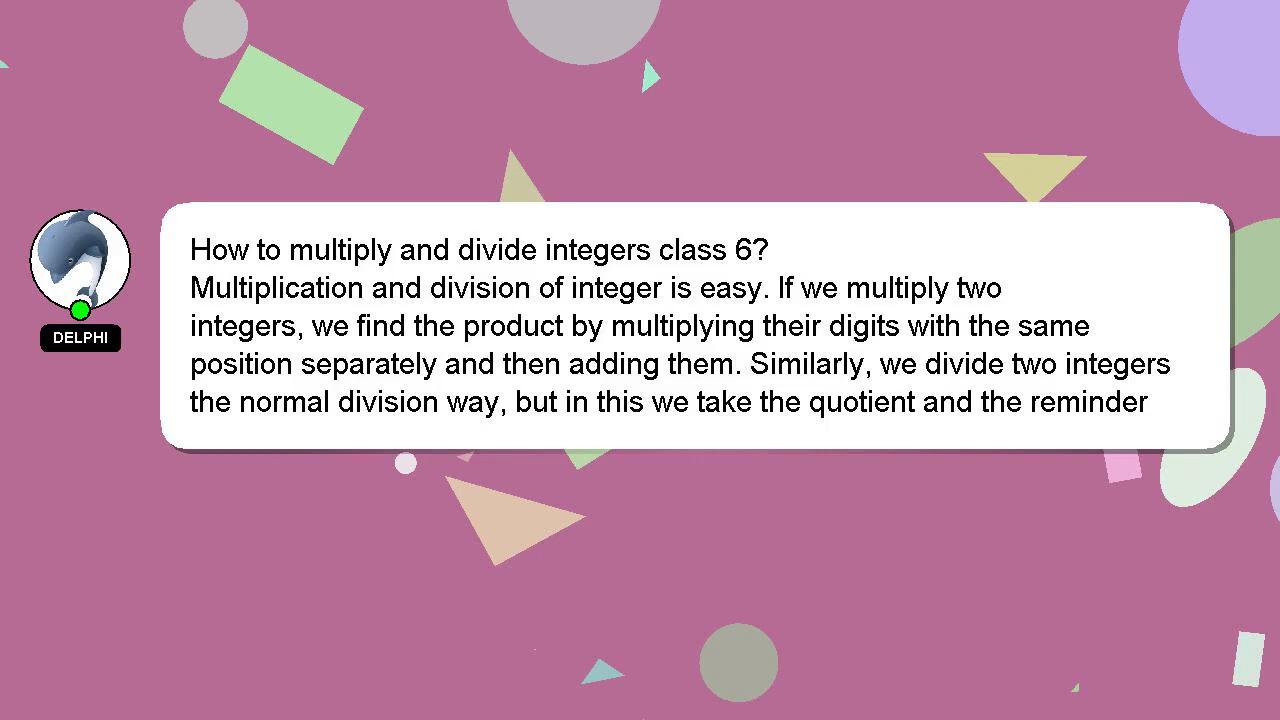 How to multiply and divide integers class 6?
Multiplication and division of integer is easy. If we multiply two
integers, we find the product by multiplying their digits with the same
position separately and then adding them. Similarly, we divide two integers
the normal division way, but in this we take the quotient and the reminder
DELPHI